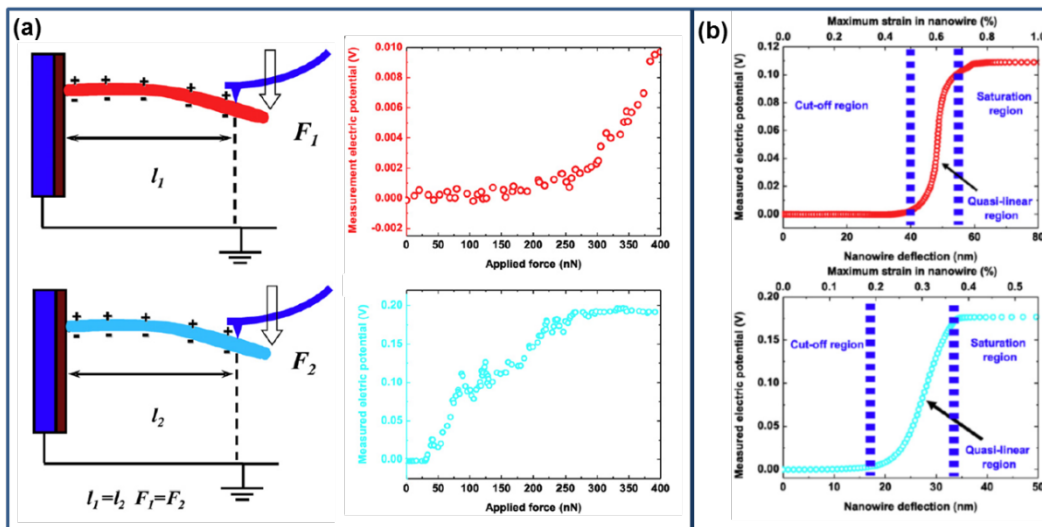 (a)
+ + + +
- - - -
F1
l1
+ + + +
- - - -
F2
l2
l1=l2 F1=F2
0.010
0.008
0.006
0.004
0.002
0.000
-0.002
Measurement electric potential (V)
0 50 100 150 200 250 300 350 400
Applied force (nN)
0.20
0.15
0.10
0.05
0.00
Measured eletric potential (V)
0 50 100 150 200 250 300 350 400
Applied force (nN)
(b)
Maximum strain in nanowire (%)
0.0 0.2 0.4 0.6 0.8 1.0
0.12
0.08
0.04
0.00
Measured electric potential (V)
Cut-off region
Saturation
region
Quasi-linear
region
0 20 40 60 80
Nanowire deflection (nm)
Maximum strain in nanowire (%)
0.0 0.1 0.2 0.3 0.4 0.5
0.20
0.15
0.10
0.05
0.00
Measured electric potential (V)
Cut-off region
Saturation
region
Quasi-linear
region
0 10 20 30 40 50
Nanowire deflection (nm)